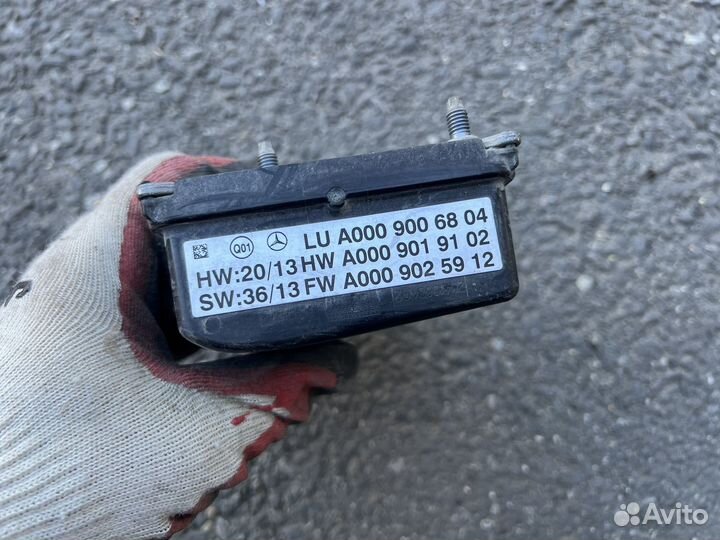 Q01 LU A000 900 68 04
HW:20/13 HW A000 901 91 02
SW:36/13 FW A000 902 59 12
Avito